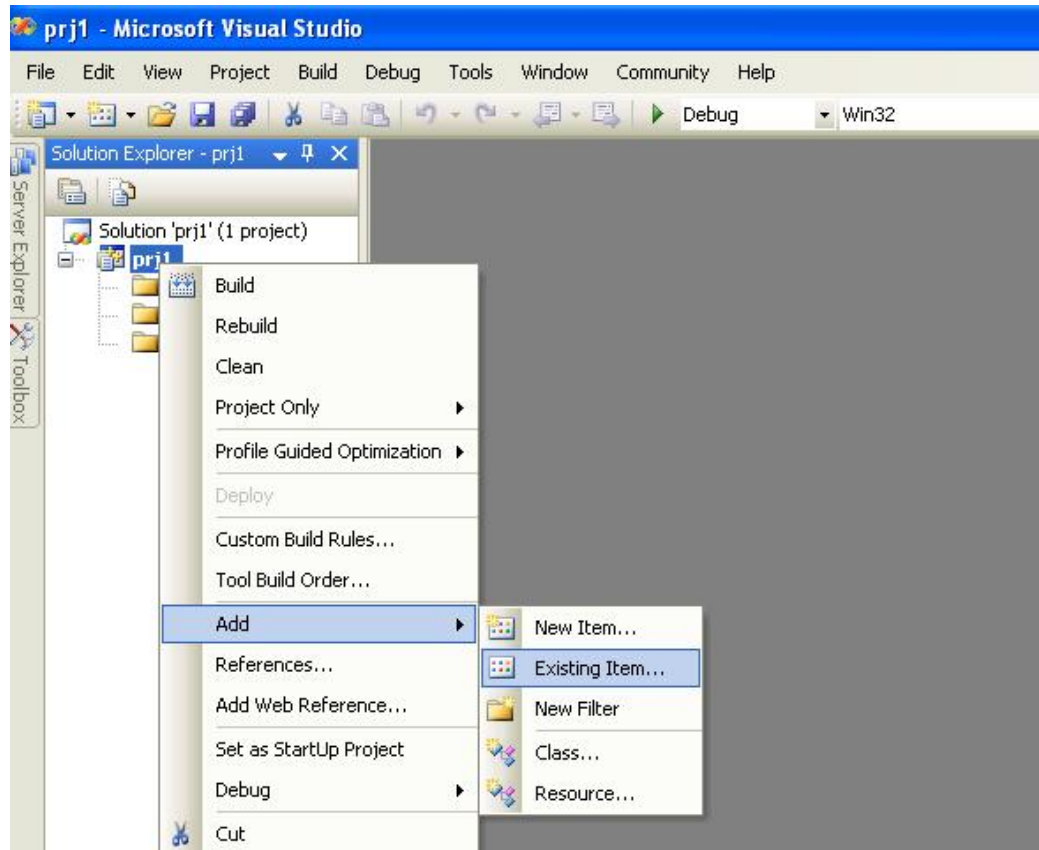 prj1 - Microsoft Visual Studio
File Edit View Project Build Debug Tools Window Community Help
Debug Win32
Solution Explorer - prj1
Server Explorer
Toolbox
Solution 'prj1' (1 project)
prj1
Build
Rebuild
Clean
Project Only
Profile Guided Optimization
Deploy
Custom Build Rules...
Tool Build Order...
Add
References...
Add Web Reference...
Set as StartUp Project
Debug
Cut
New Item...
Existing Item...
New Filter
Class...
Resource...